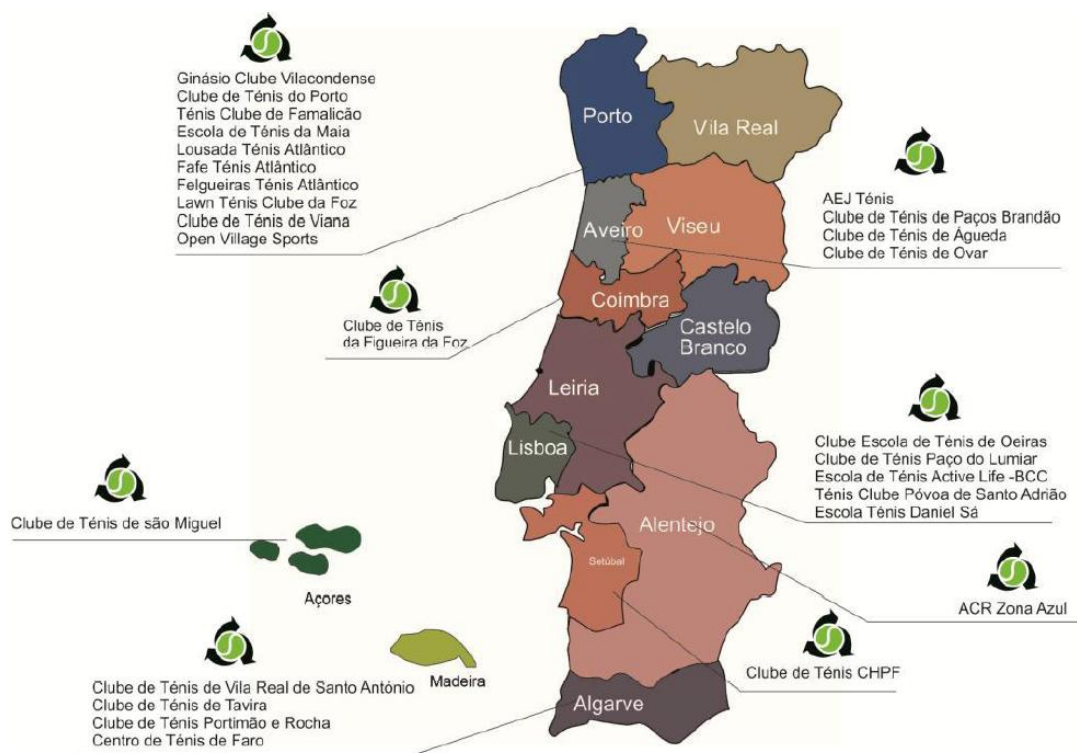 Ginásio Clube Vilacondense
Clube de Ténis do Porto
Ténis Clube de Famalicão
Escola de Ténis da Maia
Lousada Ténis Atlântico
Fafe Ténis Atlântico
Felgueiras Ténis Atlântico
Lawn Ténis Clube da Foz
Clube de Ténis de Viana
Open Village Sports
Porto
Vila Real
AEJ Ténis
Clube de Ténis de Paços Brandão
Clube de Ténis de Águeda
Clube de Ténis de Ovar
Aveiro
Viseu
Coimbra
Clube de Ténis
da Figueira da Foz
Castelo
Branco
Leiria
Lisboa
Clube Escola de Ténis de Oeiras
Clube de Ténis Paço do Lumiar
Escola de Ténis Active Life -BCC
Ténis Clube Póvoa de Santo Adrião
Escola Ténis Daniel Sá
Clube de Ténis de são Miguel
Alentejo
Setúbal
Açores
ACR Zona Azul
Clube de Ténis CHPF
Madeira
Clube de Ténis de Vila Real de Santo António
Clube de Ténis de Tavira
Clube de Ténis Portimão e Rocha
Centro de Ténis de Faro
Algarve